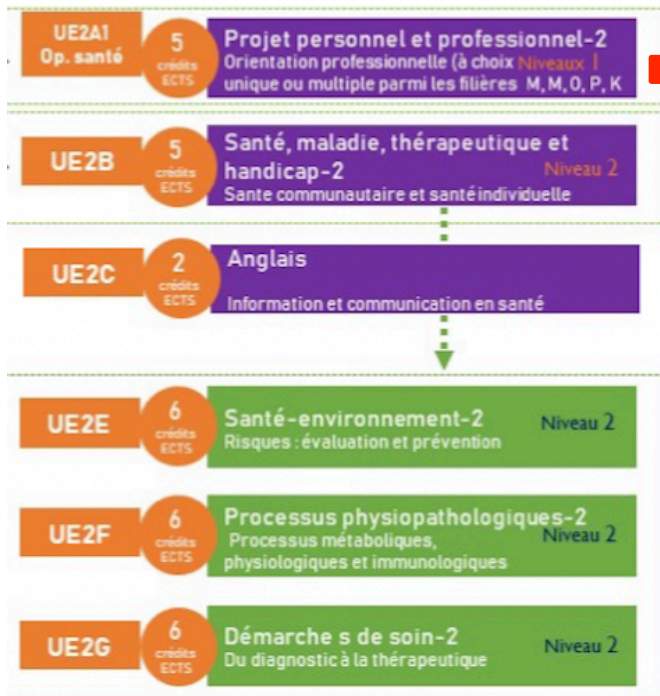 UE2A1
Op. santé
5
crédits
ECTS
Projet personnel et professionnel-2
Orientation professionnelle (à choix Niveaux I
unique ou multiple parmi les filières M, M, O, P, K
UE2B
5
crédits
ECTS
Santé, maladie, thérapeutique et
handicap-2
Niveau 2
Sante communautaire et santé individuelle
UE2C
2
crédits
ECTS
Anglais
Information et communication en santé
UE2E
6
crédits
ECTS
Santé-environnement-2
Niveau 2
Risques : évaluation et prévention
UE2F
6
crédits
ECTS
Processus physiopathologiques-2
Niveau 2
Processus métaboliques,
physiologiques et immunologiques
UE2G
6
crédits
ECTS
Démarche s de soin-2
Niveau 2
Du diagnostic à la thérapeutique